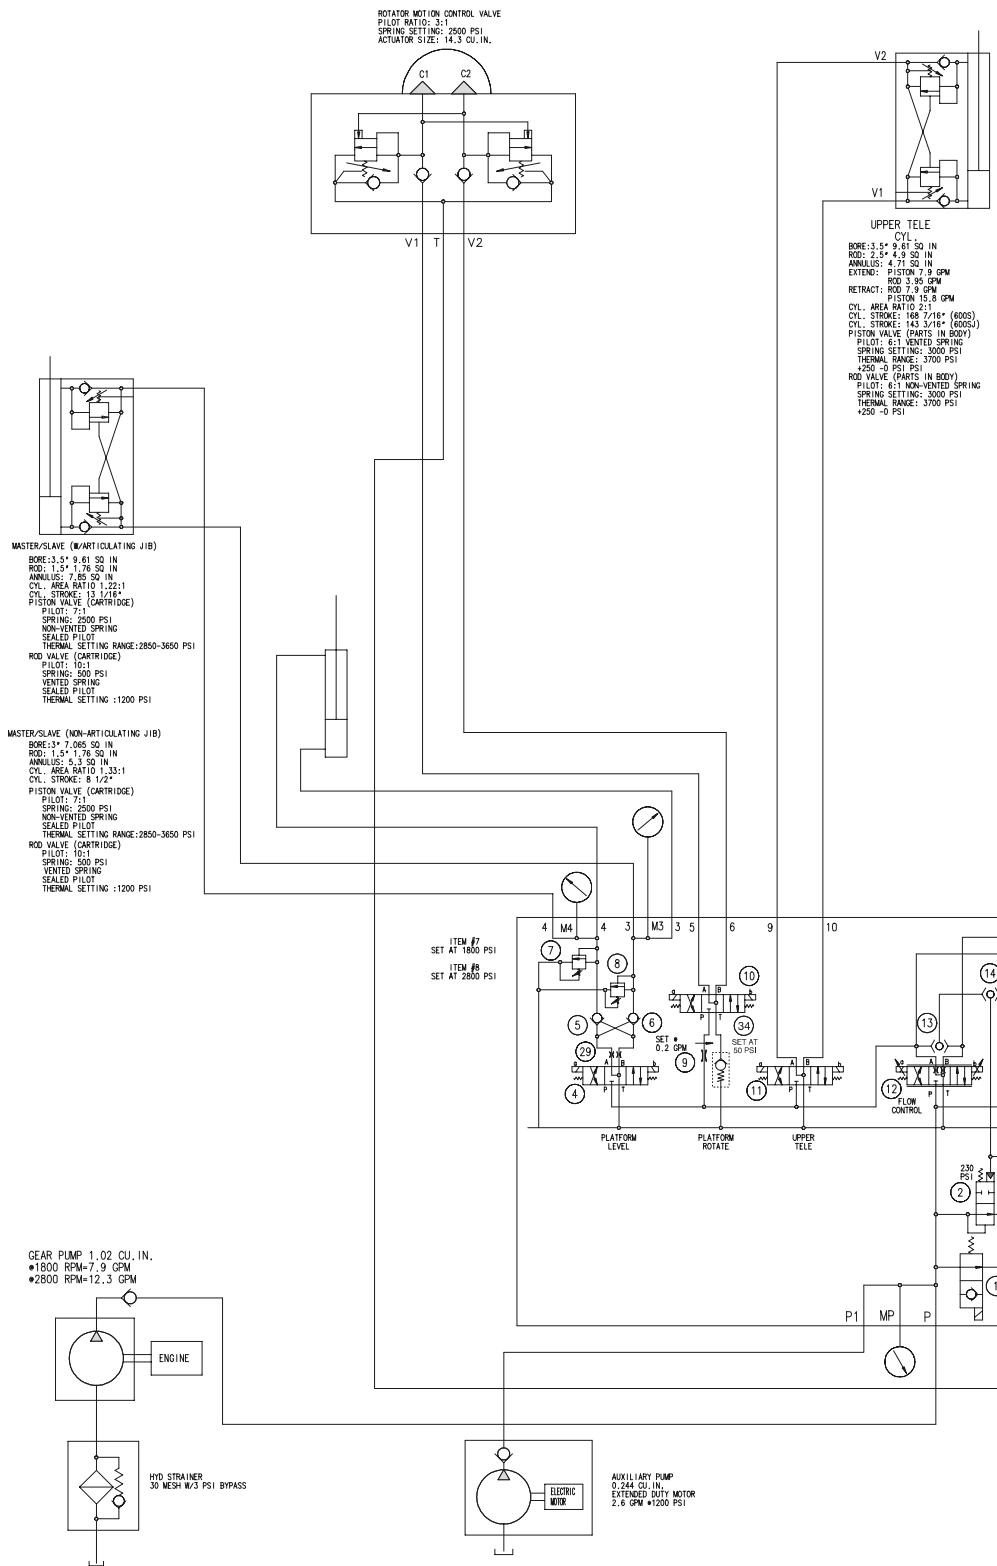 ROTATOR MOTION CONTROL VALVE
PILOT RATIO: 3:1
SPRING SETTING: 2500 PSI
ACTUATOR SIZE: 14.3 CU.IN.
C1
C2
V1
T
V2
V2
V1
UPPER TELE
CYL.
BORE:3.5" 9.61 SQ IN
ROD: 2.5" 4.9 SQ IN
ANNULUS: 4.71 SQ IN
EXTEND: PISTON 7.9 GPM
ROD 3.95 GPM
RETRACT: ROD 7.9 GPM
PISTON 15.8 GPM
CYL. AREA RATIO 2:1
CYL. STROKE: 168 7/16" (600S)
CYL. STROKE: 143 3/16" (600SJ)
PISTON VALVE (PARTS IN BODY)
PILOT: 6:1 VENTED SPRING
SPRING SETTING: 3000 PSI
THERMAL RANGE: 3700 PSI
+250 -0 PSI PSI
ROD VALVE (PARTS IN BODY)
PILOT: 6:1 NON-VENTED SPRING
SPRING SETTING: 3000 PSI
THERMAL RANGE: 3700 PSI
+250 -0 PSI
MASTER/SLAVE (W/ARTICULATING JIB)
BORE:3.5" 9.61 SQ IN
ROD: 1.5" 1.76 SQ IN
ANNULUS: 7.85 SQ IN
CYL. AREA RATIO 1.22:1
CYL. STROKE: 13 1/16"
PISTON VALVE (CARTRIDGE)
PILOT: 7:1
SPRING: 2500 PSI
NON-VENTED SPRING
SEALED PILOT
THERMAL SETTING RANGE:2850-3650 PSI
ROD VALVE (CARTRIDGE)
PILOT: 10:1
SPRING: 500 PSI
VENTED SPRING
SEALED PILOT
THERMAL SETTING :1200 PSI
MASTER/SLAVE (NON-ARTICULATING JIB)
BORE:3" 7.065 SQ IN
ROD: 1.5" 1.76 SQ IN
ANNULUS: 5.3 SQ IN
CYL. AREA RATIO 1.33:1
CYL. STROKE: 8 1/2"
PISTON VALVE (CARTRIDGE)
PILOT: 7:1
SPRING: 2500 PSI
NON-VENTED SPRING
SEALED PILOT
THERMAL SETTING RANGE:2850-3650 PSI
ROD VALVE (CARTRIDGE)
PILOT: 10:1
SPRING: 500 PSI
VENTED SPRING
SEALED PILOT
THERMAL SETTING :1200 PSI
4 M4 4 3 M3 3 5 6 9 10
ITEM #7
SET AT 1800 PSI
ITEM #8
SET AT 2800 PSI
7
8
10
14
5
6
34
SET AT
50 PSI
SET @
0.2 GPM
9
13
29
4
11
12
FLOW
CONTROL
a A B b
P T
a A B b
P T
a A B b
P T
a A B b
P T
PLATFORM
LEVEL
PLATFORM
ROTATE
UPPER
TELE
230
PSI
2
1
P1 MP P
GEAR PUMP 1.02 CU.IN.
@1800 RPM=7.9 GPM
@2800 RPM=12.3 GPM
ENGINE
HYD STRAINER
30 MESH W/3 PSI BYPASS
ELECTRIC
MOTOR
AUXILIARY PUMP
0.244 CU.IN.
EXTENDED DUTY MOTOR
2.6 GPM @1200 PSI